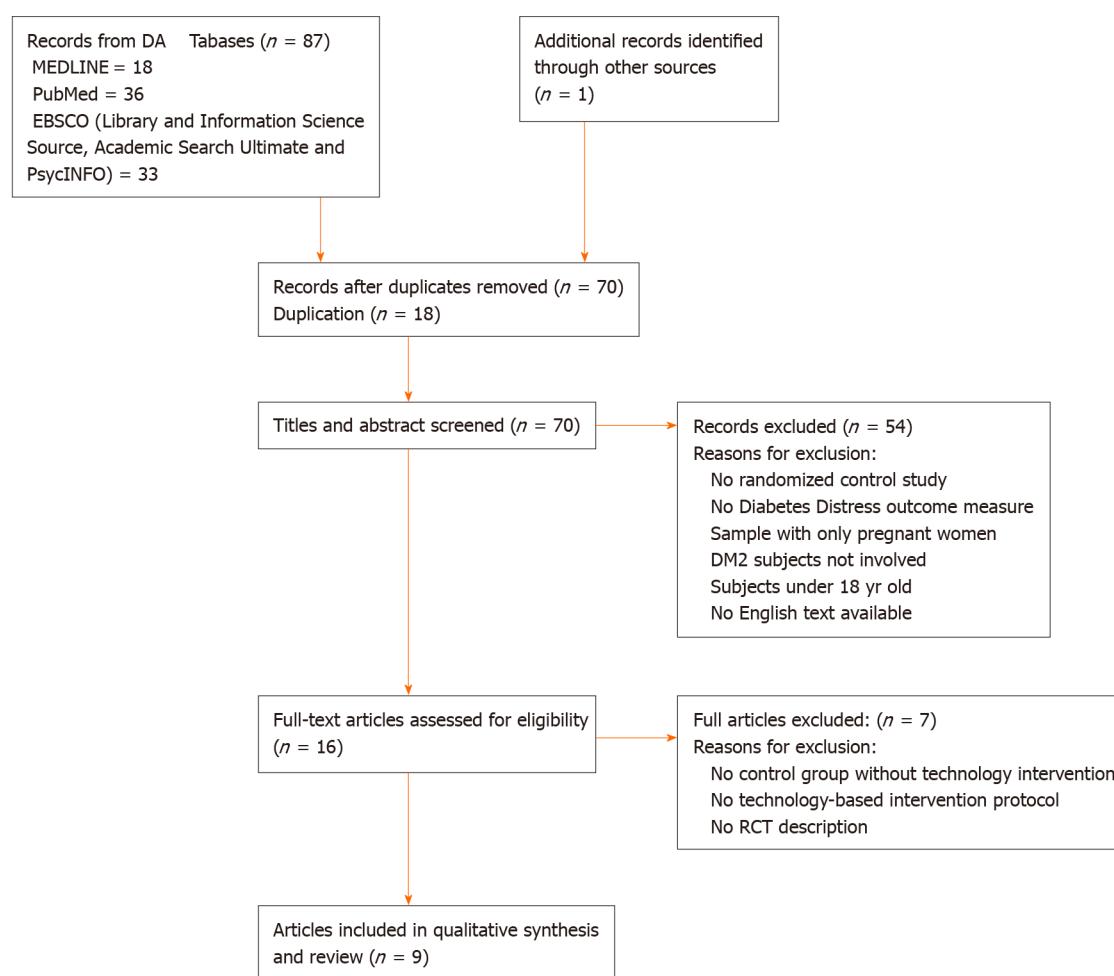 Records from DA Tabases (n = 87)
MEDLINE = 18
PubMed = 36
EBSCO (Library and Information Science
Source, Academic Search Ultimate and
PsycINFO) = 33
Additional records identified
through other sources
(n = 1)
Records after duplicates removed (n = 70)
Duplication (n = 18)
Titles and abstract screened (n = 70)
Records excluded (n = 54)
Reasons for exclusion:
No randomized control study
No Diabetes Distress outcome measure
Sample with only pregnant women
DM2 subjects not involved
Subjects under 18 yr old
No English text available
Full-text articles assessed for eligibility
(n = 16)
Full articles excluded: (n = 7)
Reasons for exclusion:
No control group without technology intervention
No technology-based intervention protocol
No RCT description
Articles included in qualitative synthesis
and review (n = 9)